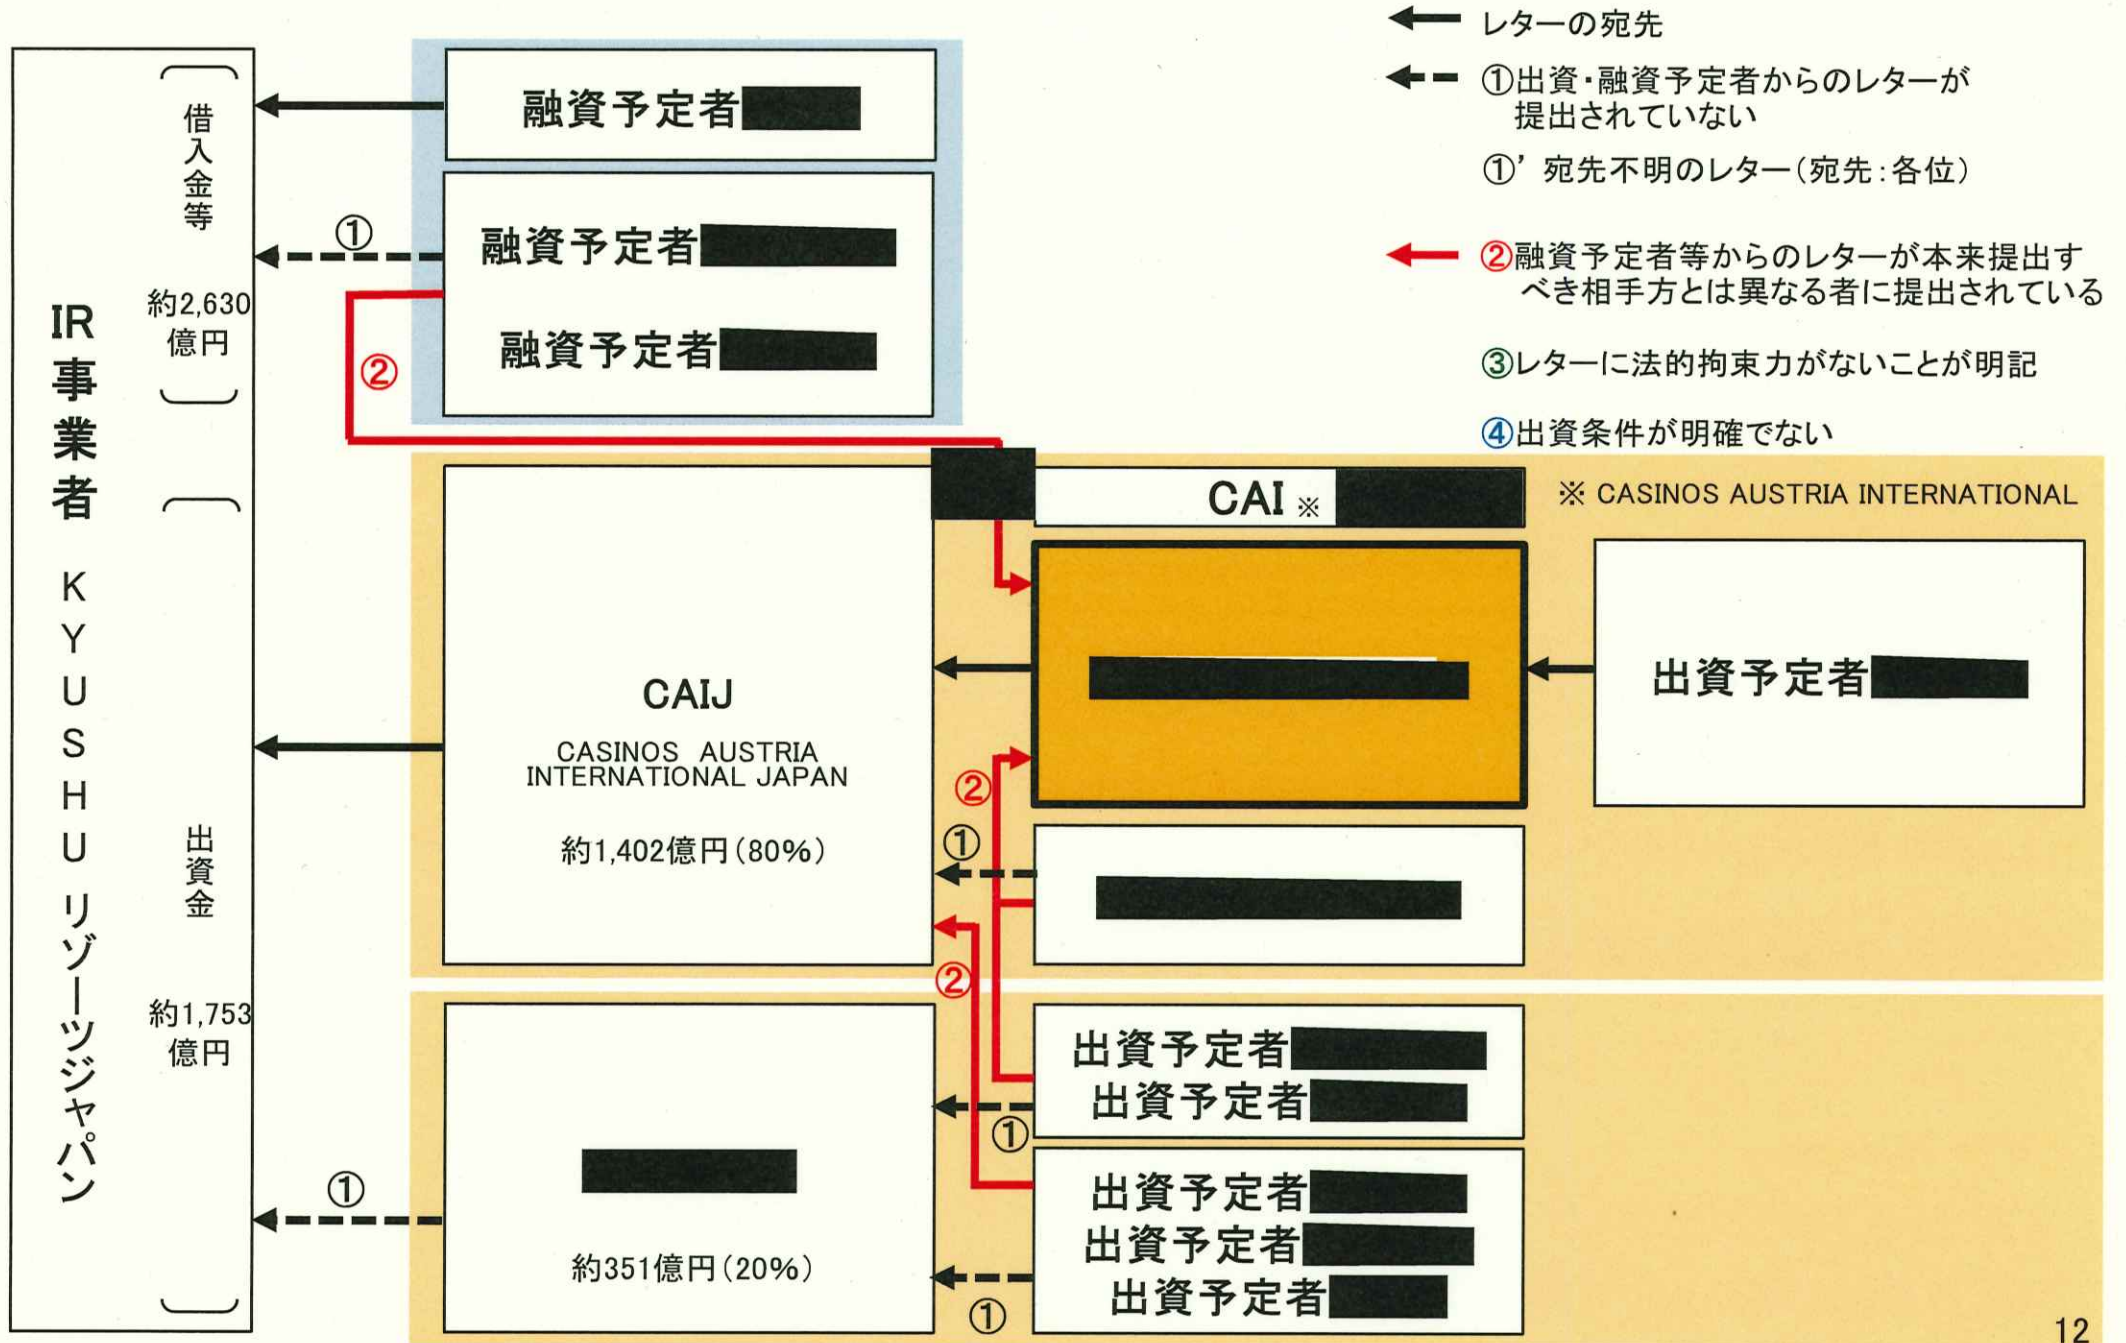 レターの宛先
①出資・融資予定者からのレターが
提出されていない
①’ 宛先不明のレター（宛先：各位）
②融資予定者等からのレターが本来提出す
べき相手方とは異なる者に提出されている
③レターに法的拘束力がないことが明記
④出資条件が明確でない
IR事業者 KYUSHUリゾーツジャパン
借入金等
約2,630
億円
出資金
約1,753
億円
融資予定者
①
融資予定者
融資予定者
②
CAIJ
CASINOS AUSTRIA
INTERNATIONAL JAPAN
約1,402億円（80%）
CAI ※
※ CASINOS AUSTRIA INTERNATIONAL
出資予定者
②
①
②
①
約351億円（20%）
出資予定者
出資予定者
①
出資予定者
出資予定者
出資予定者
①
12